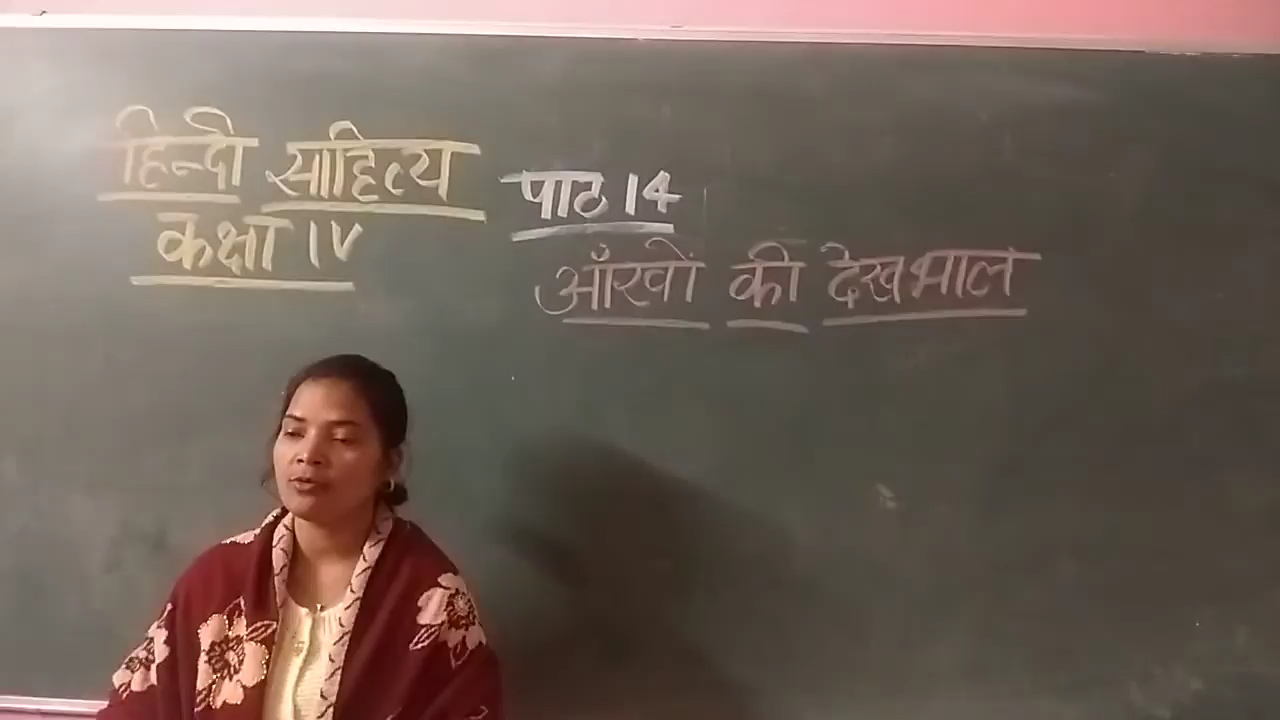 हिन्दी साहित्य
कक्षा IV
पाठ 14
आँखों की देखभाल